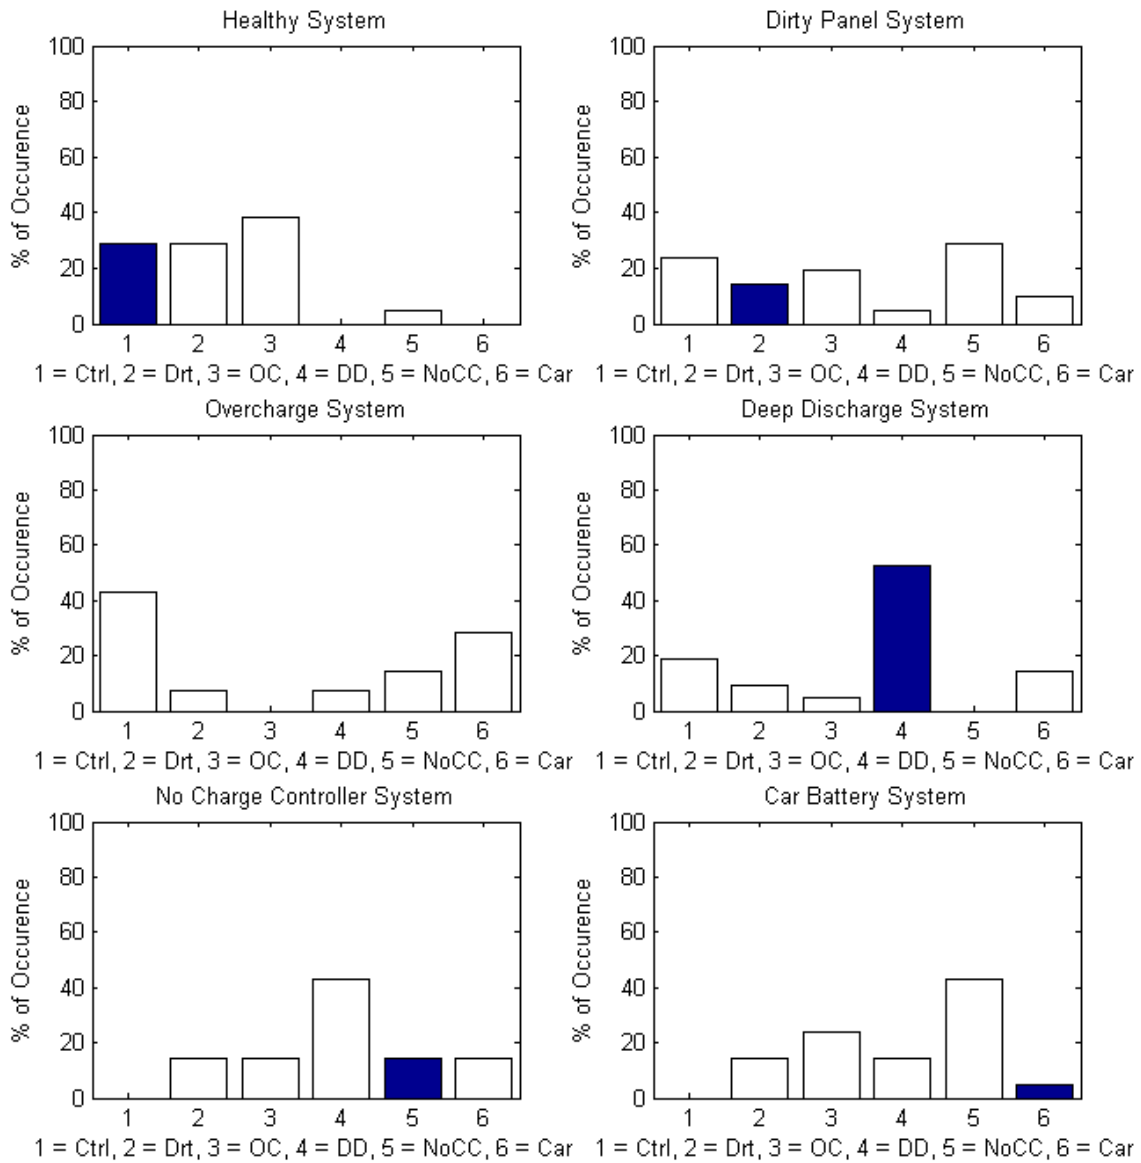 Healthy System
100
80
60
40
20
0
% of Occurence
1 2 3 4 5 6
1 = Ctrl, 2 = Drt, 3 = OC, 4 = DD, 5 = NoCC, 6 = Car
Dirty Panel System
100
80
60
40
20
0
% of Occurence
1 2 3 4 5 6
1 = Ctrl, 2 = Drt, 3 = OC, 4 = DD, 5 = NoCC, 6 = Car
Overcharge System
100
80
60
40
20
0
% of Occurence
1 2 3 4 5 6
1 = Ctrl, 2 = Drt, 3 = OC, 4 = DD, 5 = NoCC, 6 = Car
Deep Discharge System
100
80
60
40
20
0
% of Occurence
1 2 3 4 5 6
1 = Ctrl, 2 = Drt, 3 = OC, 4 = DD, 5 = NoCC, 6 = Car
No Charge Controller System
100
80
60
40
20
0
% of Occurence
1 2 3 4 5 6
1 = Ctrl, 2 = Drt, 3 = OC, 4 = DD, 5 = NoCC, 6 = Car
Car Battery System
100
80
60
40
20
0
% of Occurence
1 2 3 4 5 6
1 = Ctrl, 2 = Drt, 3 = OC, 4 = DD, 5 = NoCC, 6 = Car